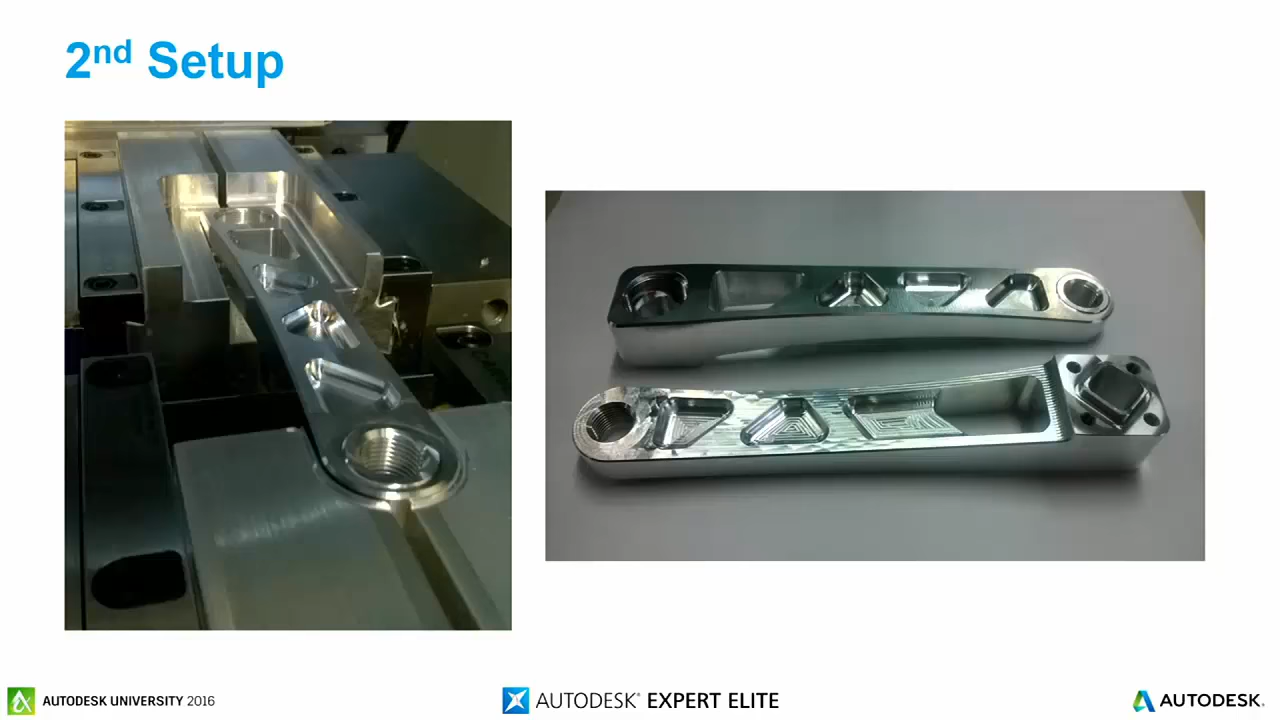 2nd Setup
AUTODESK UNIVERSITY 2016
AUTODESK® EXPERT ELITE
AUTODESK.